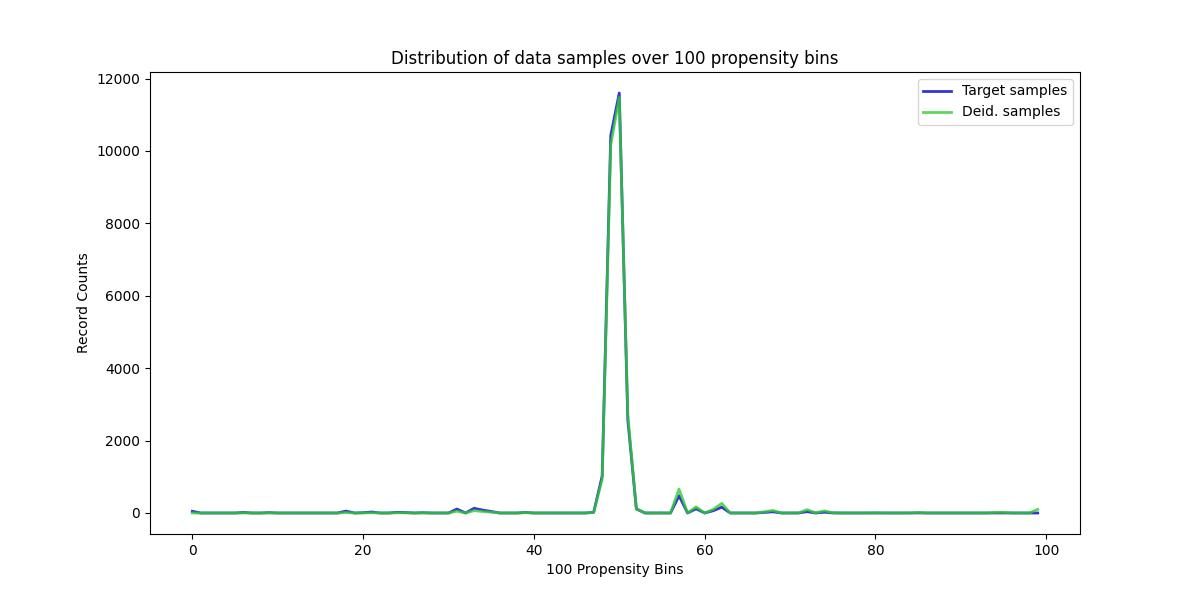 Distribution of data samples over 100 propensity bins
Target samples
Deid. samples
12000
10000
8000
6000
4000
2000
0
Record Counts
0 20 40 60 80 100
100 Propensity Bins